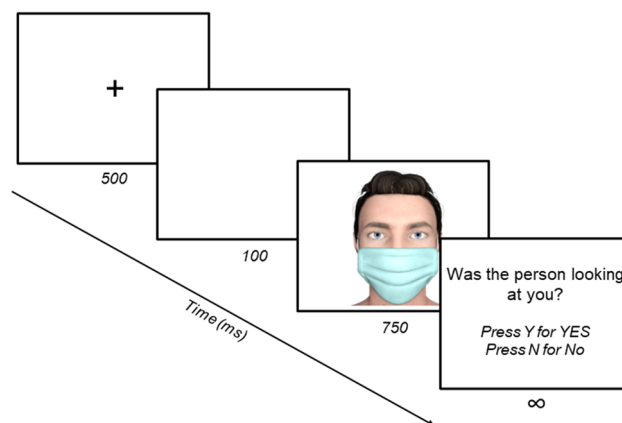 +
500
100
750
Was the person looking
at you?
Press Y for YES
Press N for No
∞
Time (ms)